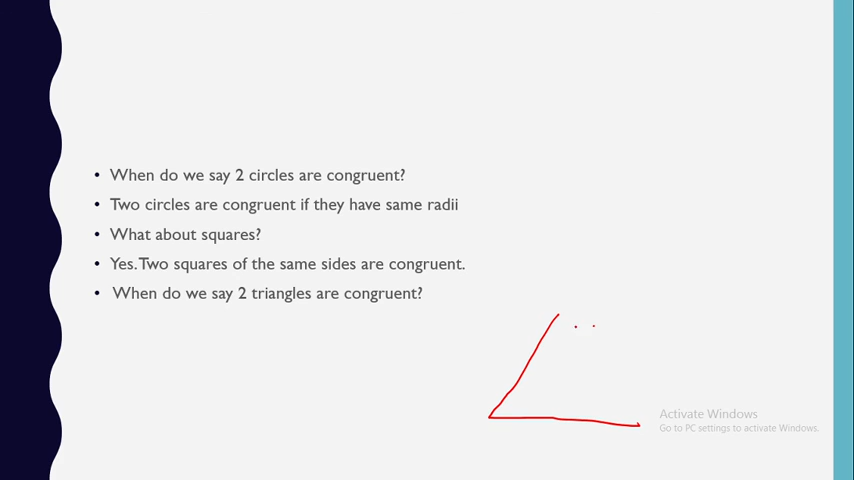 • When do we say 2 circles are congruent?
• Two circles are congruent if they have same radii
• What about squares?
• Yes. Two squares of the same sides are congruent.
• When do we say 2 triangles are congruent?
Activate Windows
Go to PC settings to activate Windows.